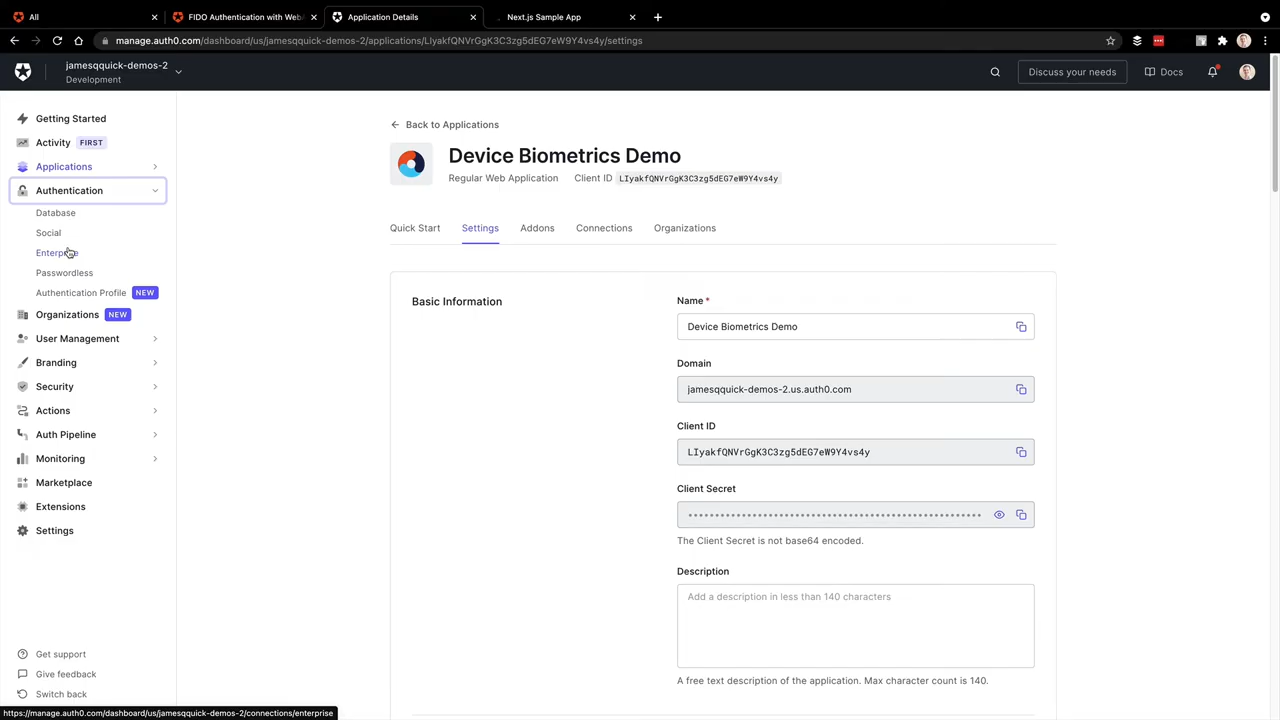 All
FIDO Authentication with WebA
Application Details
Next.js Sample App
manage.auth0.com/dashboard/us/jamesqquick-demos-2/applications/LIyakfQNVrGgK3C3zg5dEG7eW9Y4vs4y/settings
jamesqquick-demos-2
Development
Discuss your needs
Docs
Getting Started
Activity FIRST
Applications
Authentication
Database
Social
Enterprise
Passwordless
Authentication Profile NEW
Organizations NEW
User Management
Branding
Security
Actions
Auth Pipeline
Monitoring
Marketplace
Extensions
Settings
Get support
Give feedback
Switch back
https://manage.auth0.com/dashboard/us/jamesqquick-demos-2/connections/enterprise
Back to Applications
Device Biometrics Demo
Regular Web Application Client ID LIyakfQNVrGgK3C3zg5dEG7eW9Y4vs4y
Quick Start Settings Addons Connections Organizations
Basic Information
Name *
Device Biometrics Demo
Domain
jamesqquick-demos-2.us.auth0.com
Client ID
LIyakfQNVrGgK3C3zg5dEG7eW9Y4vs4y
Client Secret
The Client Secret is not base64 encoded.
Description
Add a description in less than 140 characters
A free text description of the application. Max character count is 140.